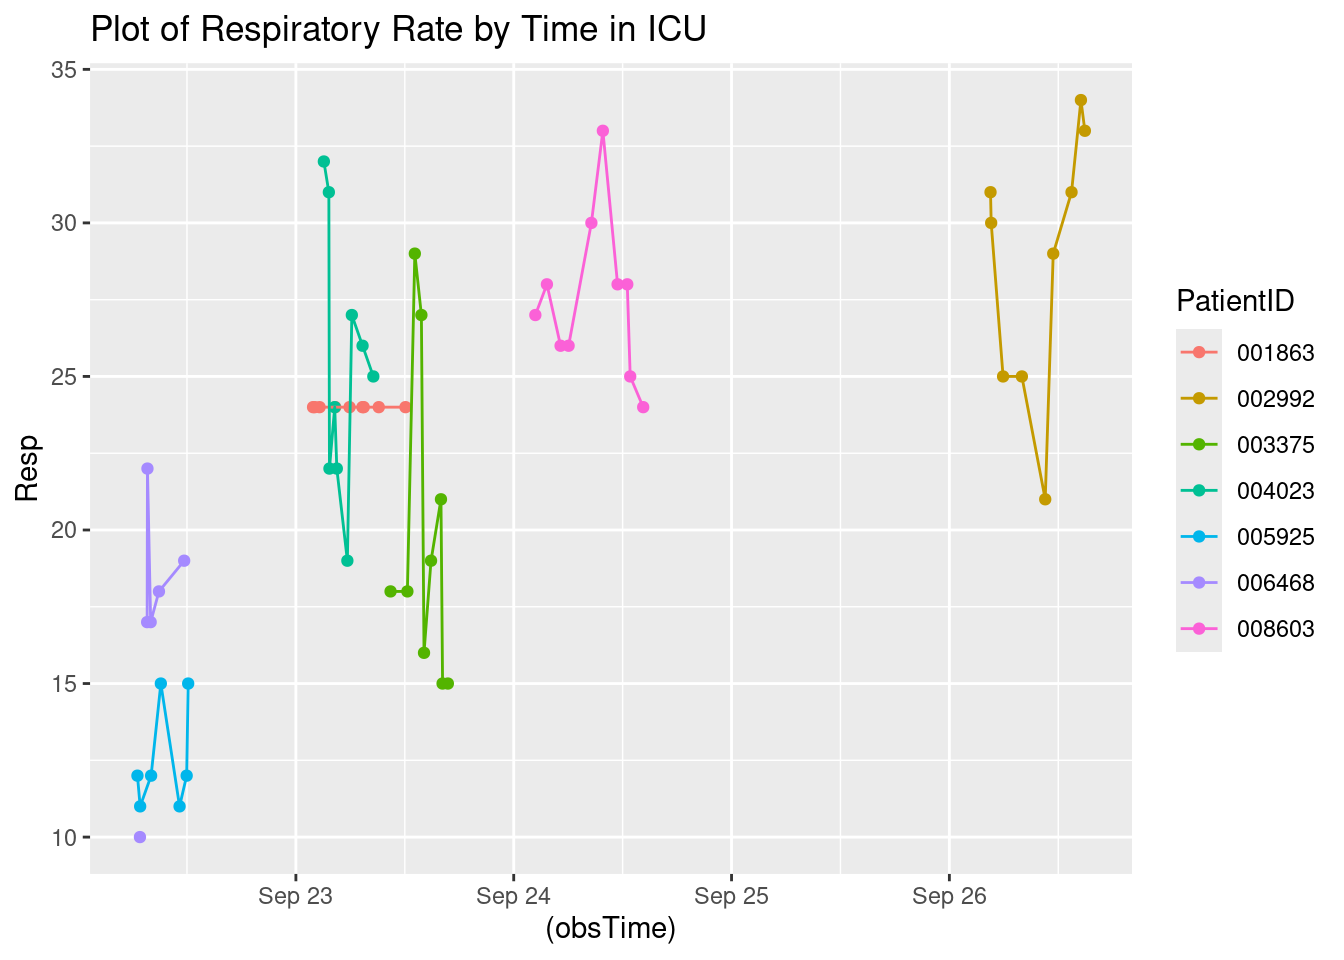 Plot of Respiratory Rate by Time in ICU
35
30
25
20
15
10
Resp
Sep 23
Sep 24
Sep 25
Sep 26
(obsTime)
PatientID
001863
002992
003375
004023
005925
006468
008603